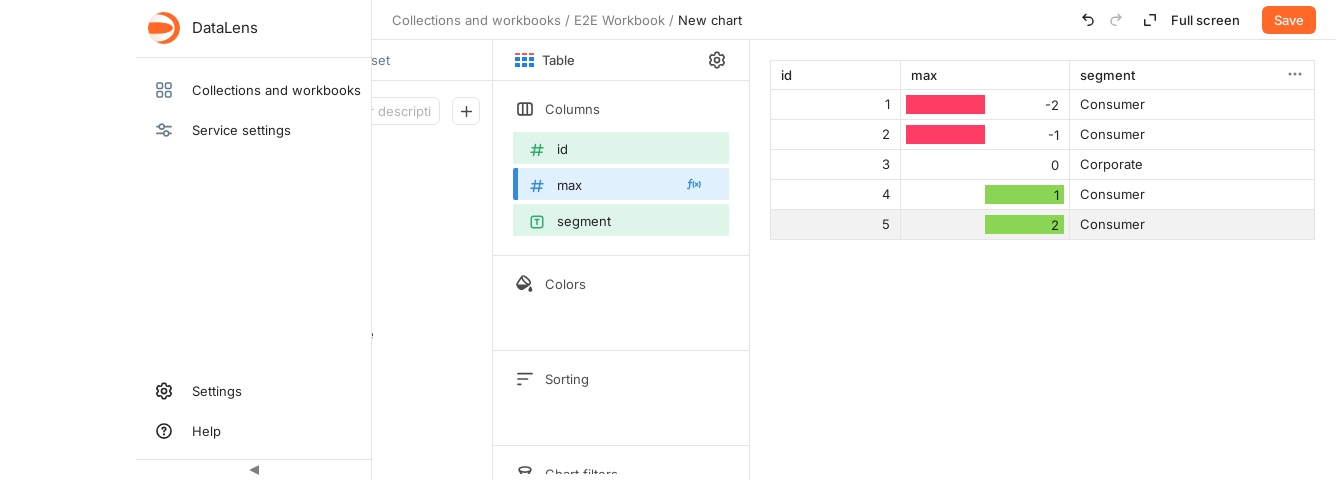 DataLens
Collections and workbooks
Service settings
Settings
Help
Collections and workbooks / E2E Workbook / New chart
Full screen
Save
set
r descripti
Table
Columns
id
max
segment
Colors
Sorting
Chart filters
id max segment
1 -2 Consumer
2 -1 Consumer
3 0 Corporate
4 1 Consumer
5 2 Consumer